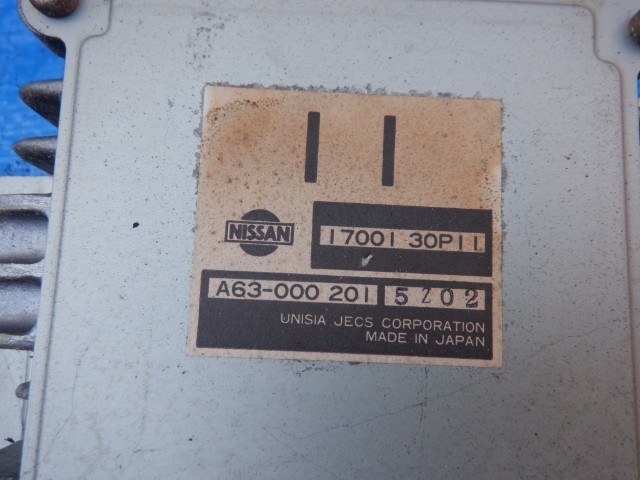 11
NISSAN
17001 30P11
A63-000 201 5Z02
UNISIA JECS CORPORATION
MADE IN JAPAN